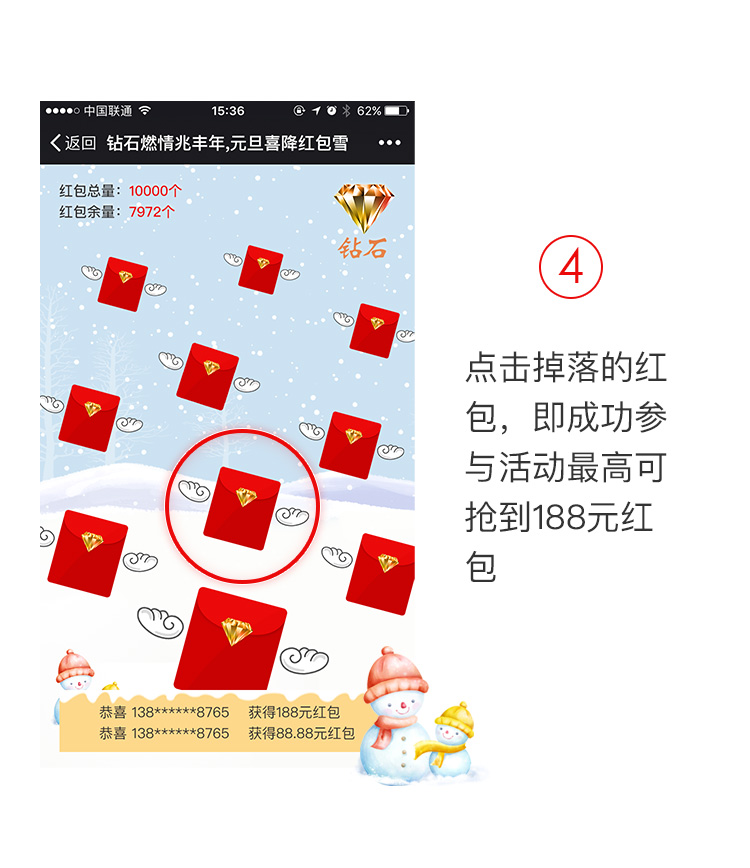 中国联通 15:36 62%
返回 钻石燃情兆丰年,元旦喜降红包雪
红包总量：10000个
红包余量：7972个
钻石
恭喜 138******8765 获得188元红包
恭喜 138******8765 获得88.88元红包
4
点击掉落的红
包，即成功参
与活动最高可
抢到188元红
包